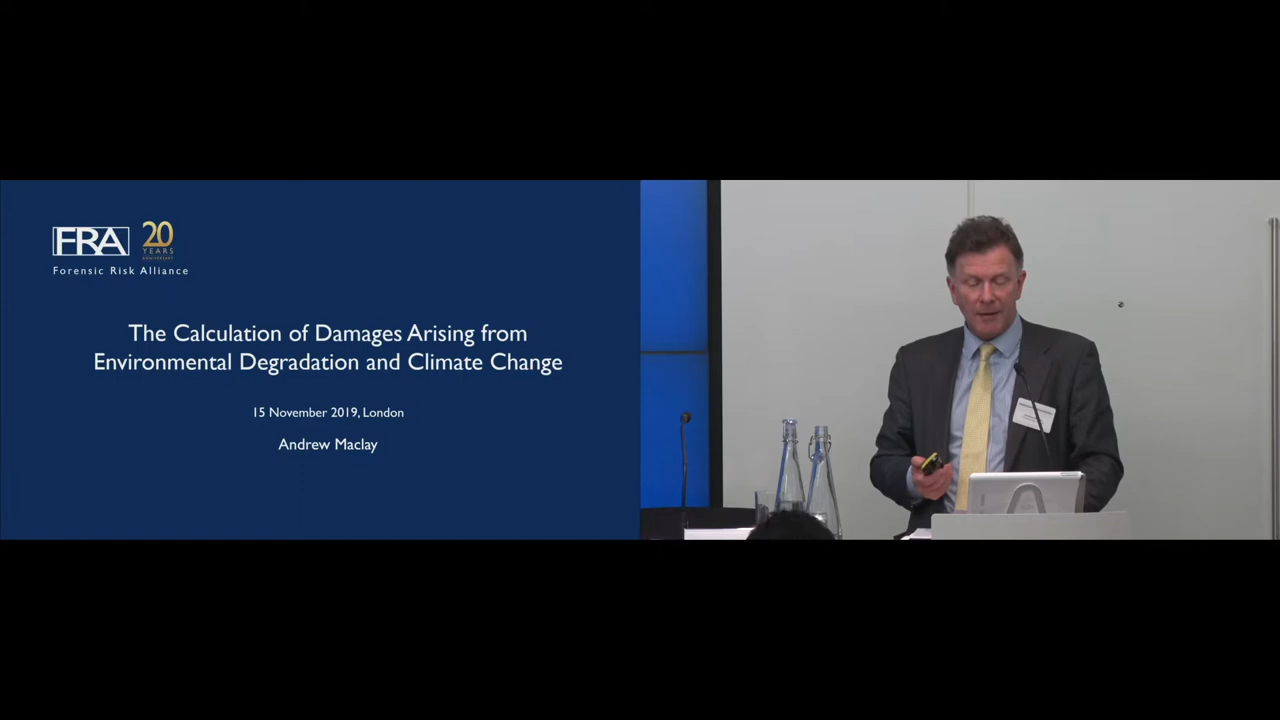 FRA
20
YEARS
ANNIVERSARY
Forensic Risk Alliance
The Calculation of Damages Arising from
Environmental Degradation and Climate Change
15 November 2019, London
Andrew Maclay